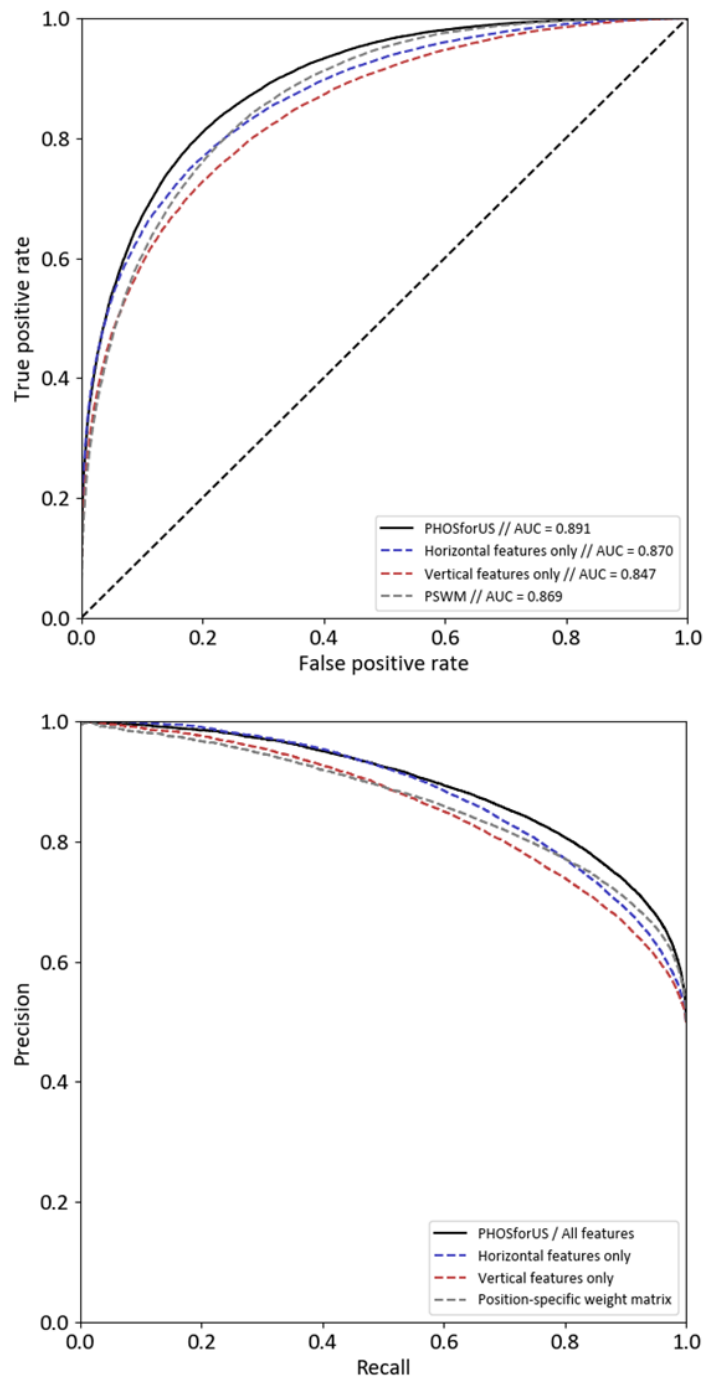 1.0
0.8
0.6
0.4
0.2
0.0
True positive rate
PHOSforUS // AUC = 0.891
Horizontal features only // AUC = 0.870
Vertical features only // AUC = 0.847
PSWM // AUC = 0.869
0.0 0.2 0.4 0.6 0.8 1.0
False positive rate
1.0
0.8
0.6
0.4
0.2
0.0
Precision
PHOSforUS / All features
Horizontal features only
Vertical features only
Position-specific weight matrix
0.0 0.2 0.4 0.6 0.8 1.0
Recall